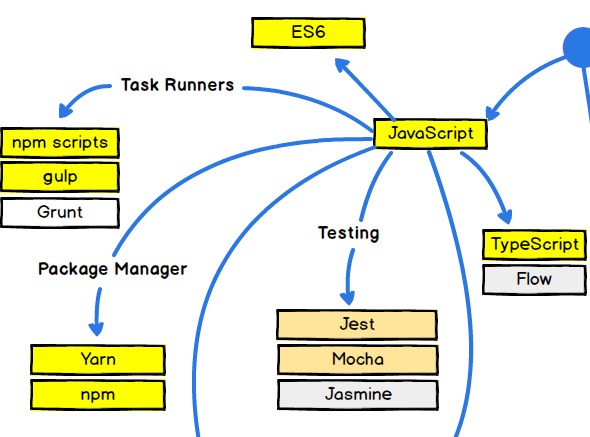 ES6
Task Runners
JavaScript
npm scripts
gulp
Grunt
Testing
TypeScript
Flow
Package Manager
Jest
Mocha
Jasmine
Yarn
npm